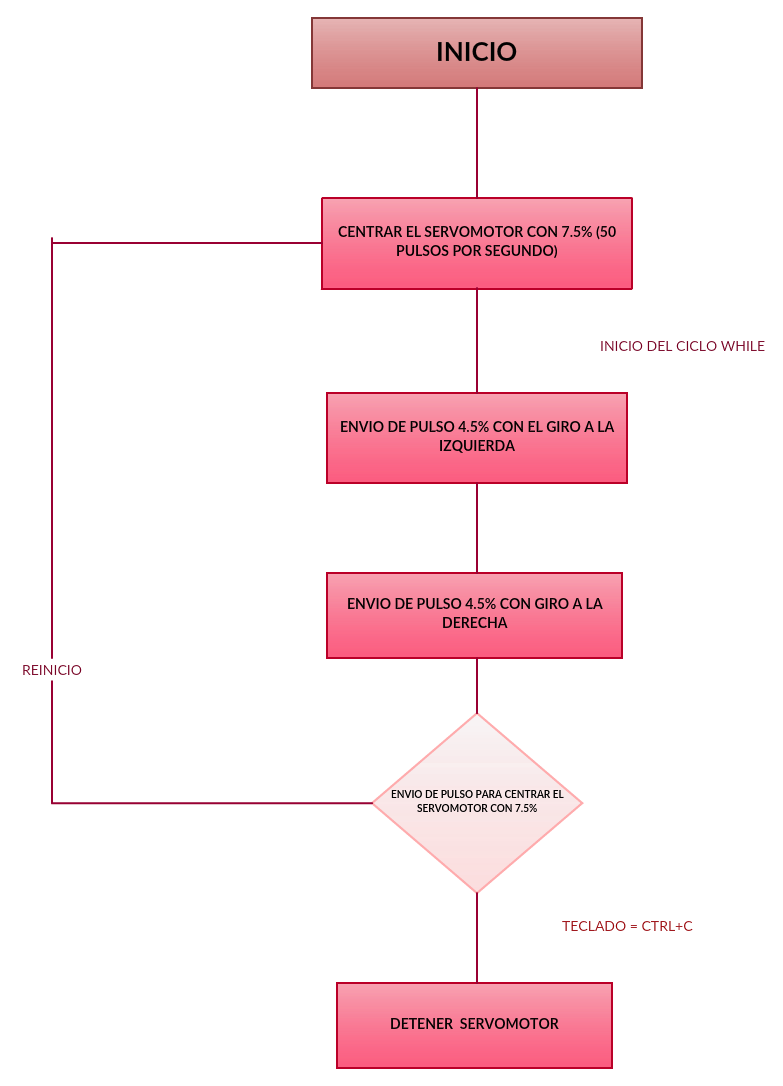 INICIO
CENTRAR EL SERVOMOTOR CON 7.5% (50
PULSOS POR SEGUNDO)
INICIO DEL CICLO WHILE
ENVIO DE PULSO 4.5% CON EL GIRO A LA
IZQUIERDA
ENVIO DE PULSO 4.5% CON GIRO A LA
DERECHA
REINICIO
ENVIO DE PULSO PARA CENTRAR EL
SERVOMOTOR CON 7.5%
TECLADO = CTRL+C
DETENER SERVOMOTOR